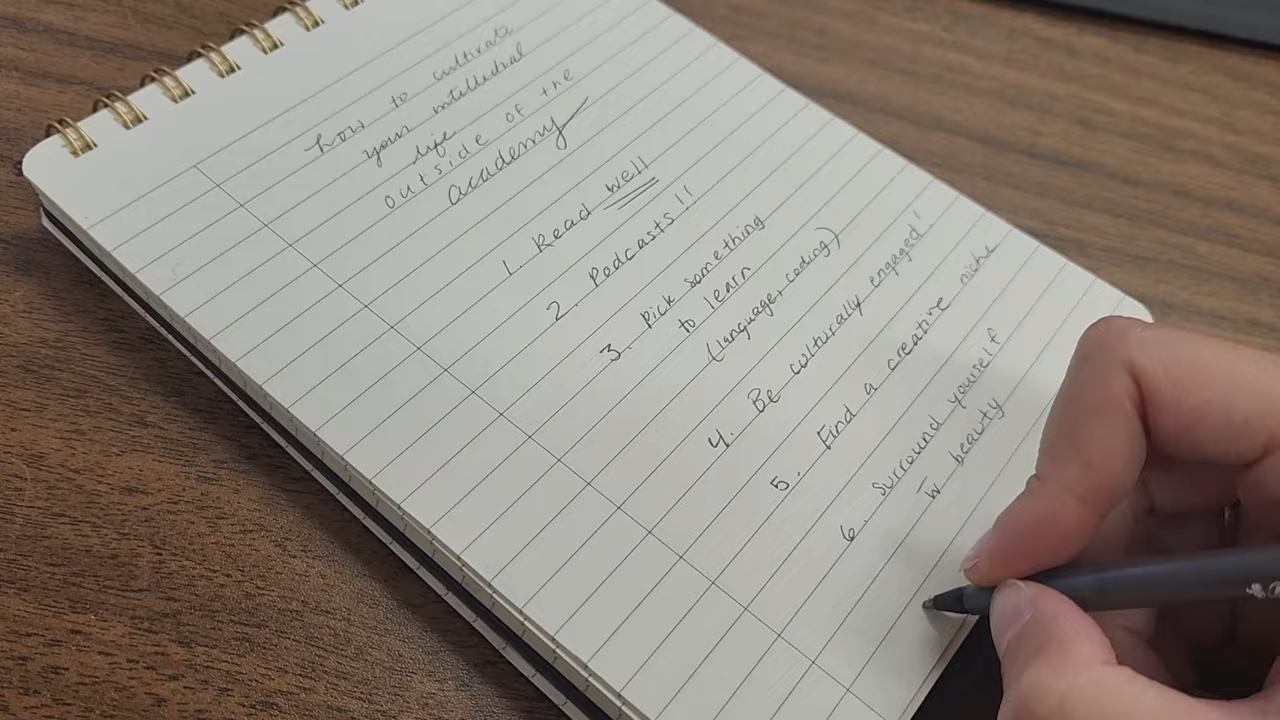 how to cultivate
your intellectual
life
outside of the
academy
1. Read well
2. Podcasts!!
3. Pick something
to learn
(language, coding)
4. Be culturally engaged!
5. Find a creative niche
6. Surround yourself
w̄ beauty